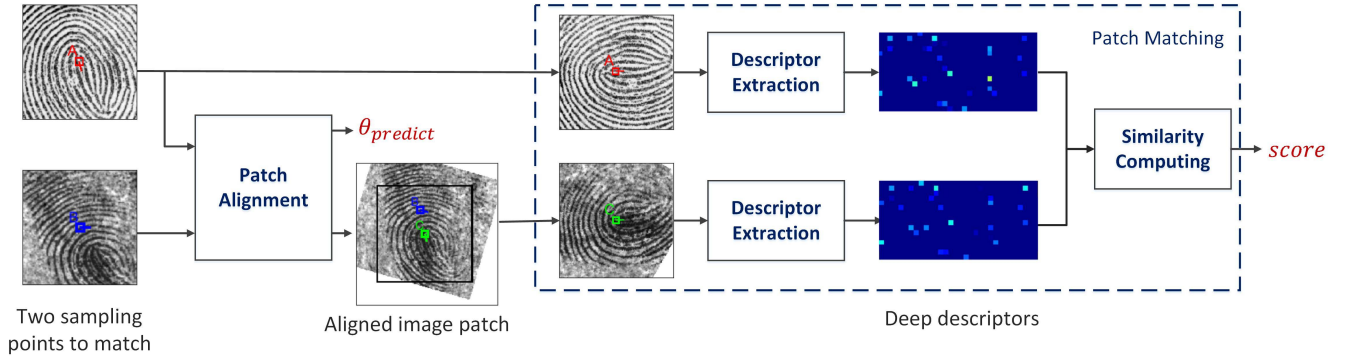 Patch Matching
A
A
Descriptor
Extraction
θ_predict
Patch
Alignment
Similarity
Computing
score
B
B
C
C
Descriptor
Extraction
Two sampling
points to match
Aligned image patch
Deep descriptors